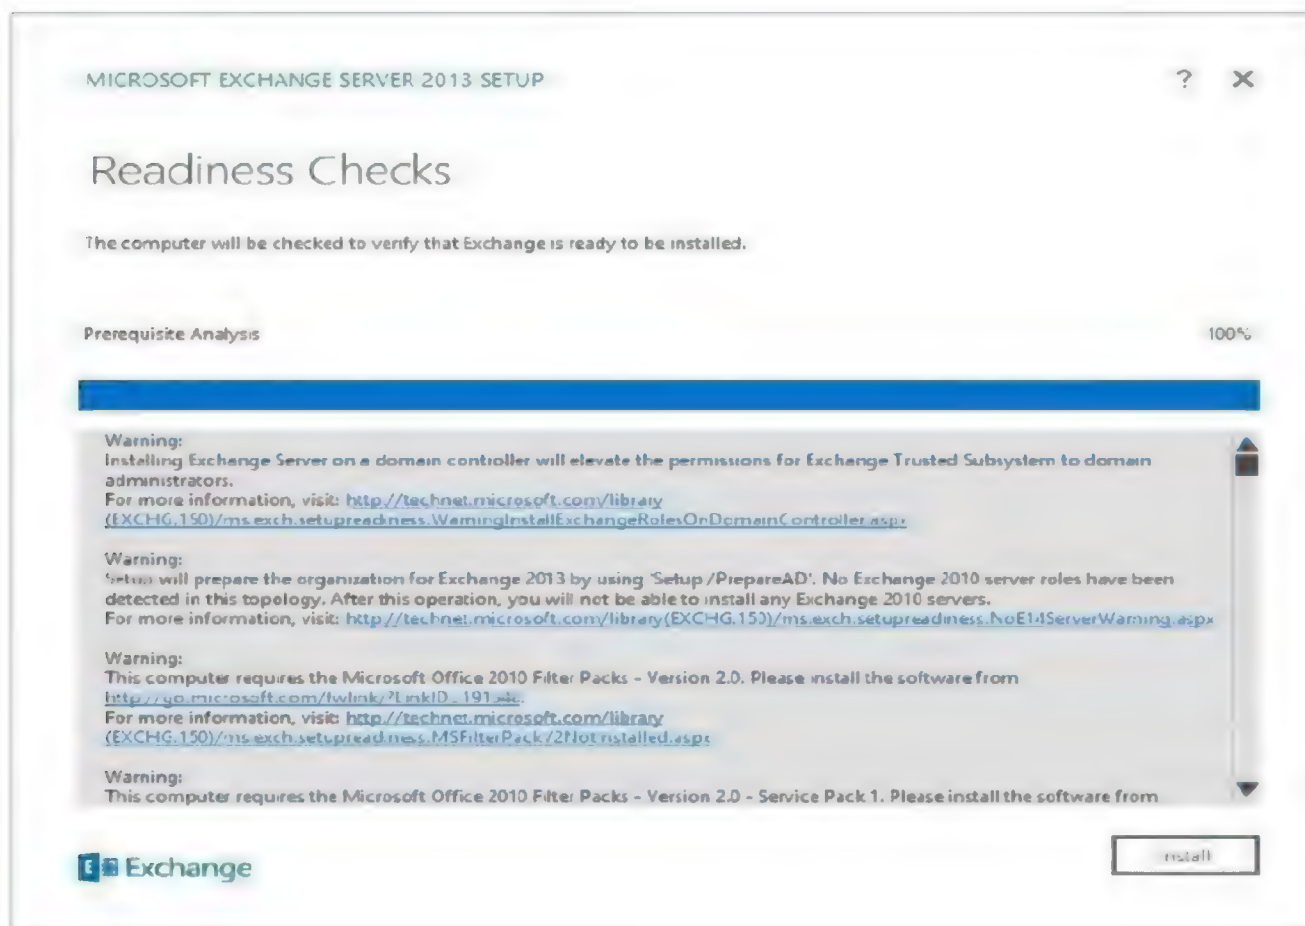 MICROSOFT EXCHANGE SERVER 2013 SETUP
? ✕
Readiness Checks
The computer will be checked to verify that Exchange is ready to be installed.
Prerequisite Analysis 100%
Warning:
Installing Exchange Server on a domain controller will elevate the permissions for Exchange Trusted Subsystem to domain
administrators.
For more information, visit: http://technet.microsoft.com/library
(EXCHG.150)/ms.exch.setupreadiness.WarningInstallExchangeRolesOnDomainController.aspx
Warning:
Setup will prepare the organization for Exchange 2013 by using 'Setup /PrepareAD'. No Exchange 2010 server roles have been
detected in this topology. After this operation, you will not be able to install any Exchange 2010 servers.
For more information, visit: http://technet.microsoft.com/library(EXCHG.150)/ms.exch.setupreadiness.NoE14ServerWarning.aspx
Warning:
This computer requires the Microsoft Office 2010 Filter Packs - Version 2.0. Please install the software from
For more information, visit: http://technet.microsoft.com/library
Warning:
This computer requires the Microsoft Office 2010 Filter Packs - Version 2.0 - Service Pack 1. Please install the software from
E Exchange
install